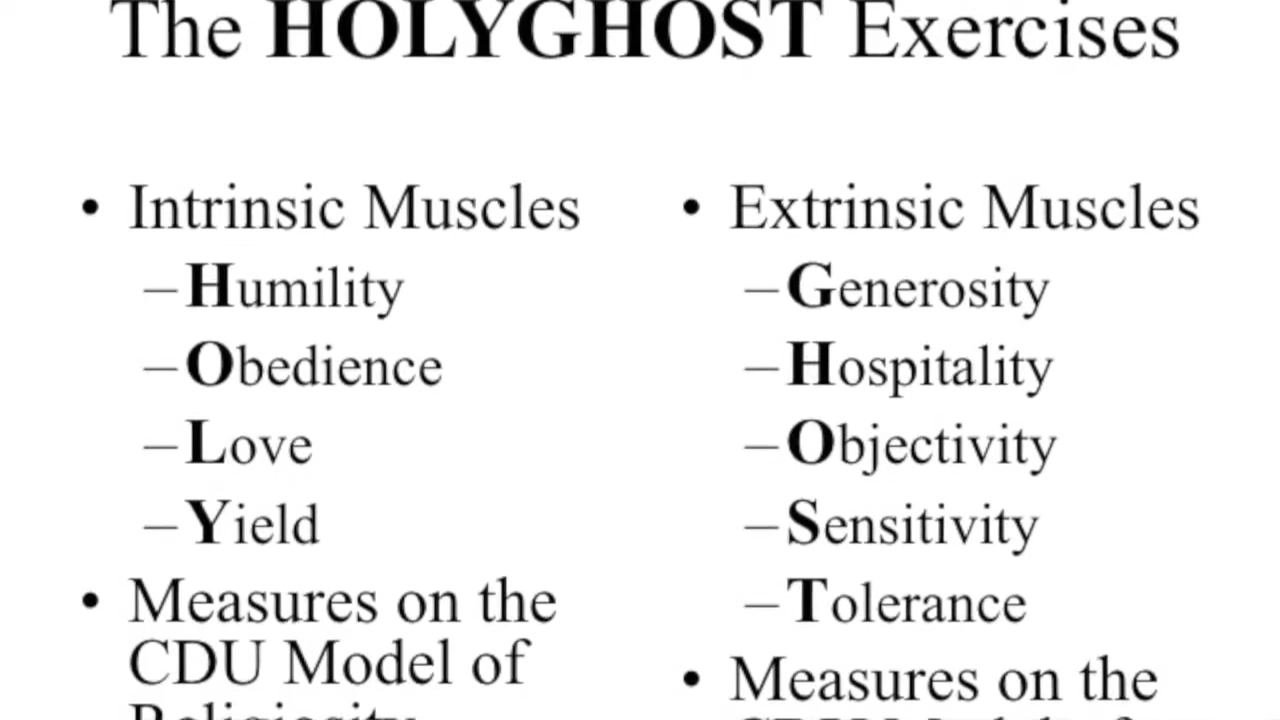 The HOLYGHOST Exercises
• Intrinsic Muscles
– Humility
– Obedience
– Love
– Yield
• Measures on the
CDU Model of
Religiosity
• Extrinsic Muscles
– Generosity
– Hospitality
– Objectivity
– Sensitivity
– Tolerance
• Measures on the